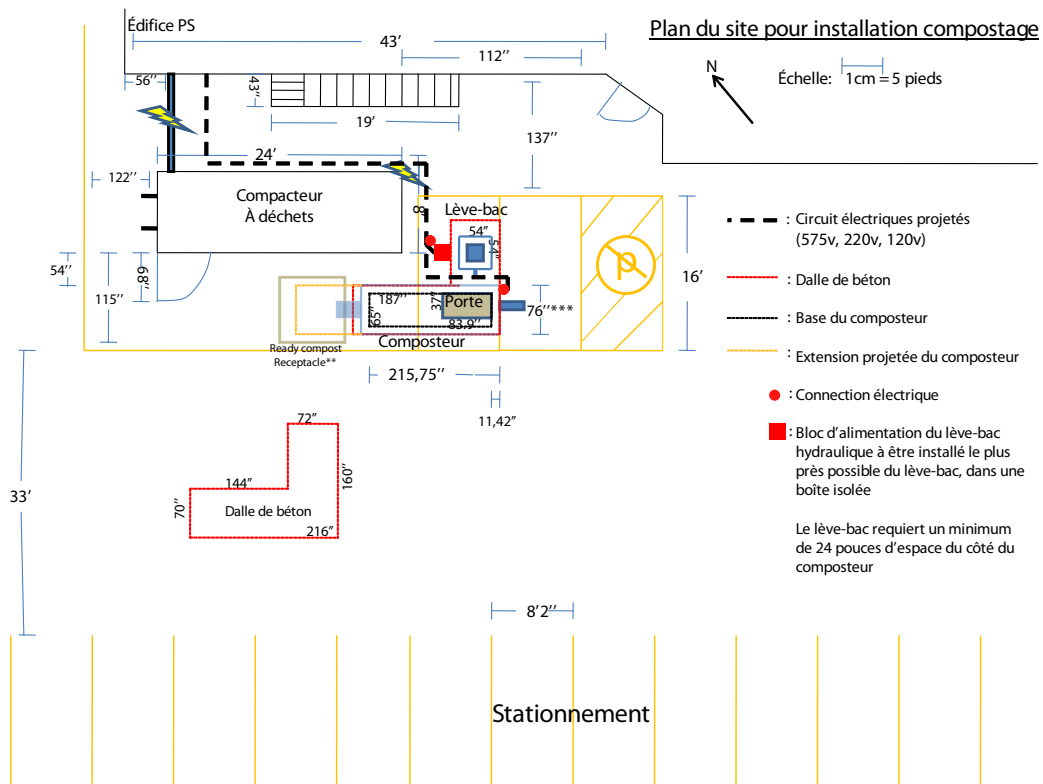 Édifice PS
Plan du site pour installation compostage
43'
112''
N
Échelle: 1cm = 5 pieds
56''
43''
19'
137''
24'
122''
Compacteur
À déchets
8'
Lève-bac
54''
54''
P
16'
54''
68''
115''
187''
37''
Porte
65''
83.9''
76''***
Composteur
Ready compost
Receptacle**
215,75''
11,42''
: Circuit électriques projetés
(575v, 220v, 120v)
: Dalle de béton
: Base du composteur
: Extension projetée du composteur
: Connection électrique
: Bloc d'alimentation du lève-bac
hydraulique à être installé le plus
près possible du lève-bac, dans une
boîte isolée
Le lève-bac requiert un minimum
de 24 pouces d'espace du côté du
composteur
72''
144''
160''
70''
Dalle de béton
216''
33'
8'2''
Stationnement